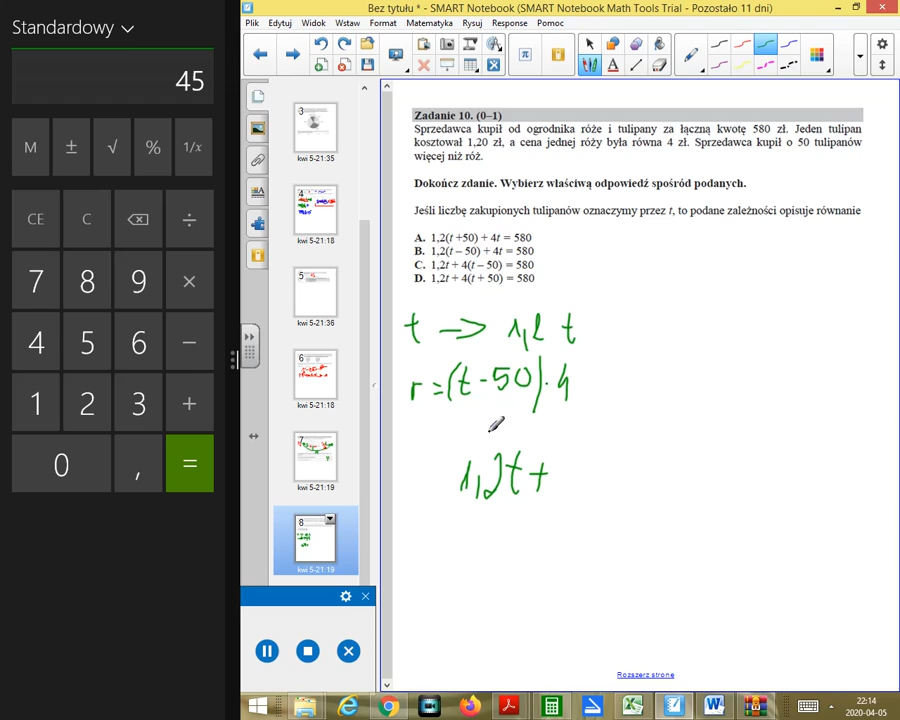 Standardowy
45
M ± √ % 1/x
CE C ÷
7 8 9 ×
4 5 6 −
1 2 3 +
0 , =
Bez tytułu * - SMART Notebook (SMART Notebook Math Tools Trial - Pozostało 11 dni)
Plik Edytuj Widok Wstaw Format Matematyka Rysuj Response Pomoc
3
kwi 5-21:35
4
kwi 5-21:18
5
kwi 5-21:36
6
kwi 5-21:18
7
kwi 5-21:19
8
kwi 5-21:19
Zadanie 10. (0–1)
Sprzedawca kupił od ogrodnika róże i tulipany za łączną kwotę 580 zł. Jeden tulipan
kosztował 1,20 zł, a cena jednej róży była równa 4 zł. Sprzedawca kupił o 50 tulipanów
więcej niż róż.
Dokończ zdanie. Wybierz właściwą odpowiedź spośród podanych.
Jeśli liczbę zakupionych tulipanów oznaczymy przez t, to podane zależności opisuje równanie
A. 1,2(t +50) + 4t = 580
B. 1,2(t – 50) + 4t = 580
C. 1,2t + 4(t – 50) = 580
D. 1,2t + 4(t + 50) = 580
t -> 1,2 t
r = (t - 50) · 4
1,2t +
Rozszerz stronę
22:14
2020-04-05